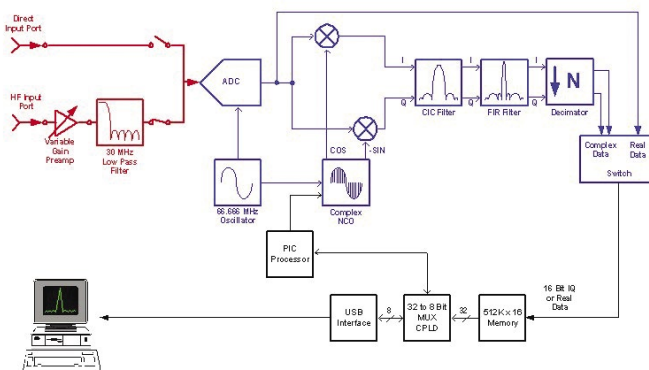 Direct
Input Port
HF Input
Port
Variable
Gain
Preamp
30 MHz
Low Pass
Filter
ADC
66.666 MHz
Oscillator
COS
-SIN
Complex
NCO
I
Q
CIC Filter
I
Q
FIR Filter
I
Q
N
Decimator
Complex
Data
Real
Data
Switch
PIC
Processor
16 Bit IQ
or Real
Data
USB
Interface
8
32 to 8 Bit
MUX
CPLD
32
512K x 16
Memory